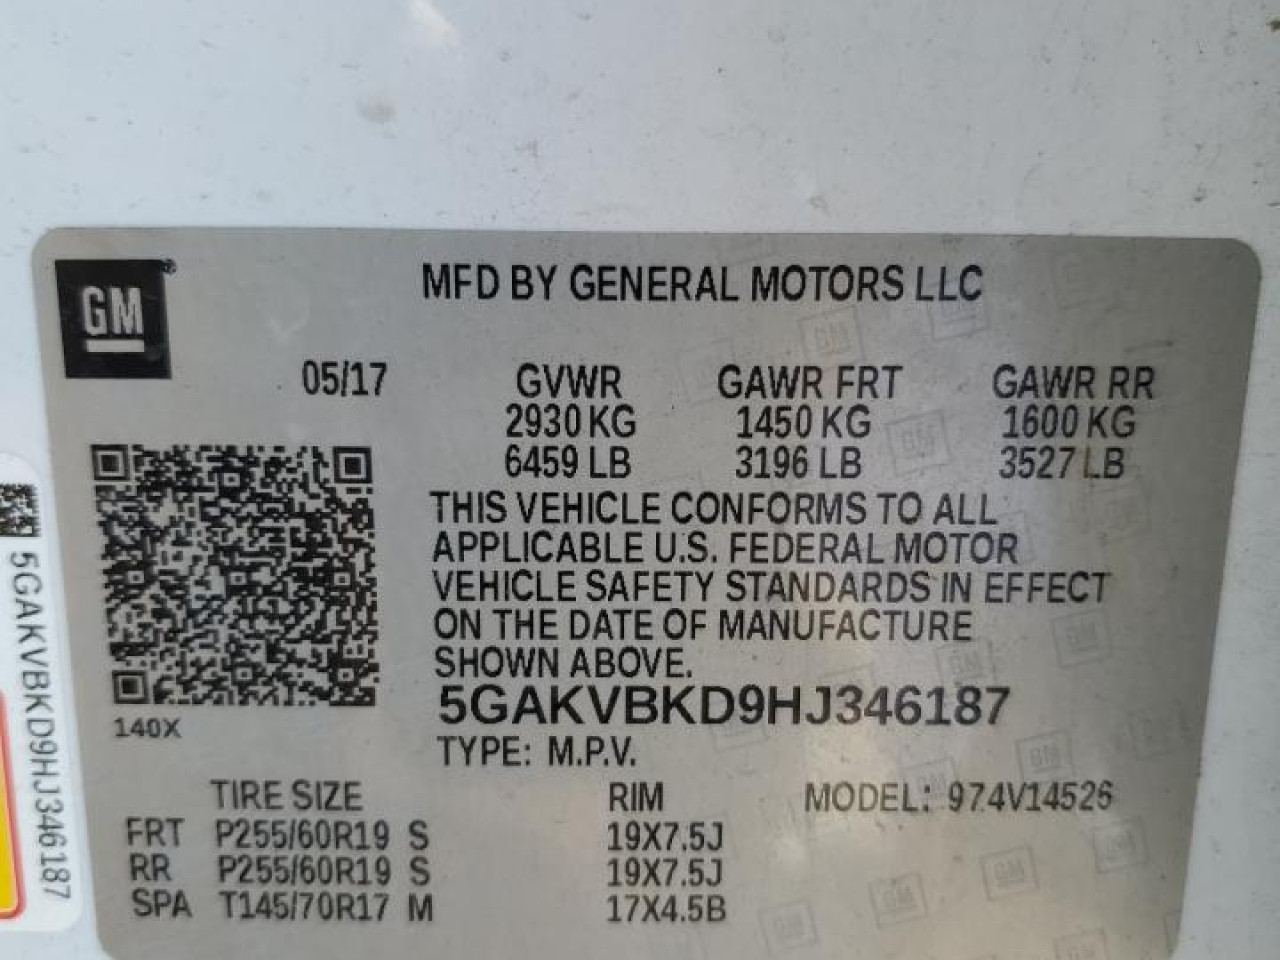 GM
MFD BY GENERAL MOTORS LLC
05/17 GVWR GAWR FRT GAWR RR
2930 KG 1450 KG 1600 KG
6459 LB 3196 LB 3527 LB
THIS VEHICLE CONFORMS TO ALL
APPLICABLE U.S. FEDERAL MOTOR
VEHICLE SAFETY STANDARDS IN EFFECT
ON THE DATE OF MANUFACTURE
SHOWN ABOVE.
5GAKVBKD9HJ346187
140X
TYPE: M.P.V.
TIRE SIZE RIM MODEL: 974V14526
FRT P255/60R19 S 19X7.5J
RR P255/60R19 S 19X7.5J
SPA T145/70R17 M 17X4.5B
5GAKVBKD9HJ346187